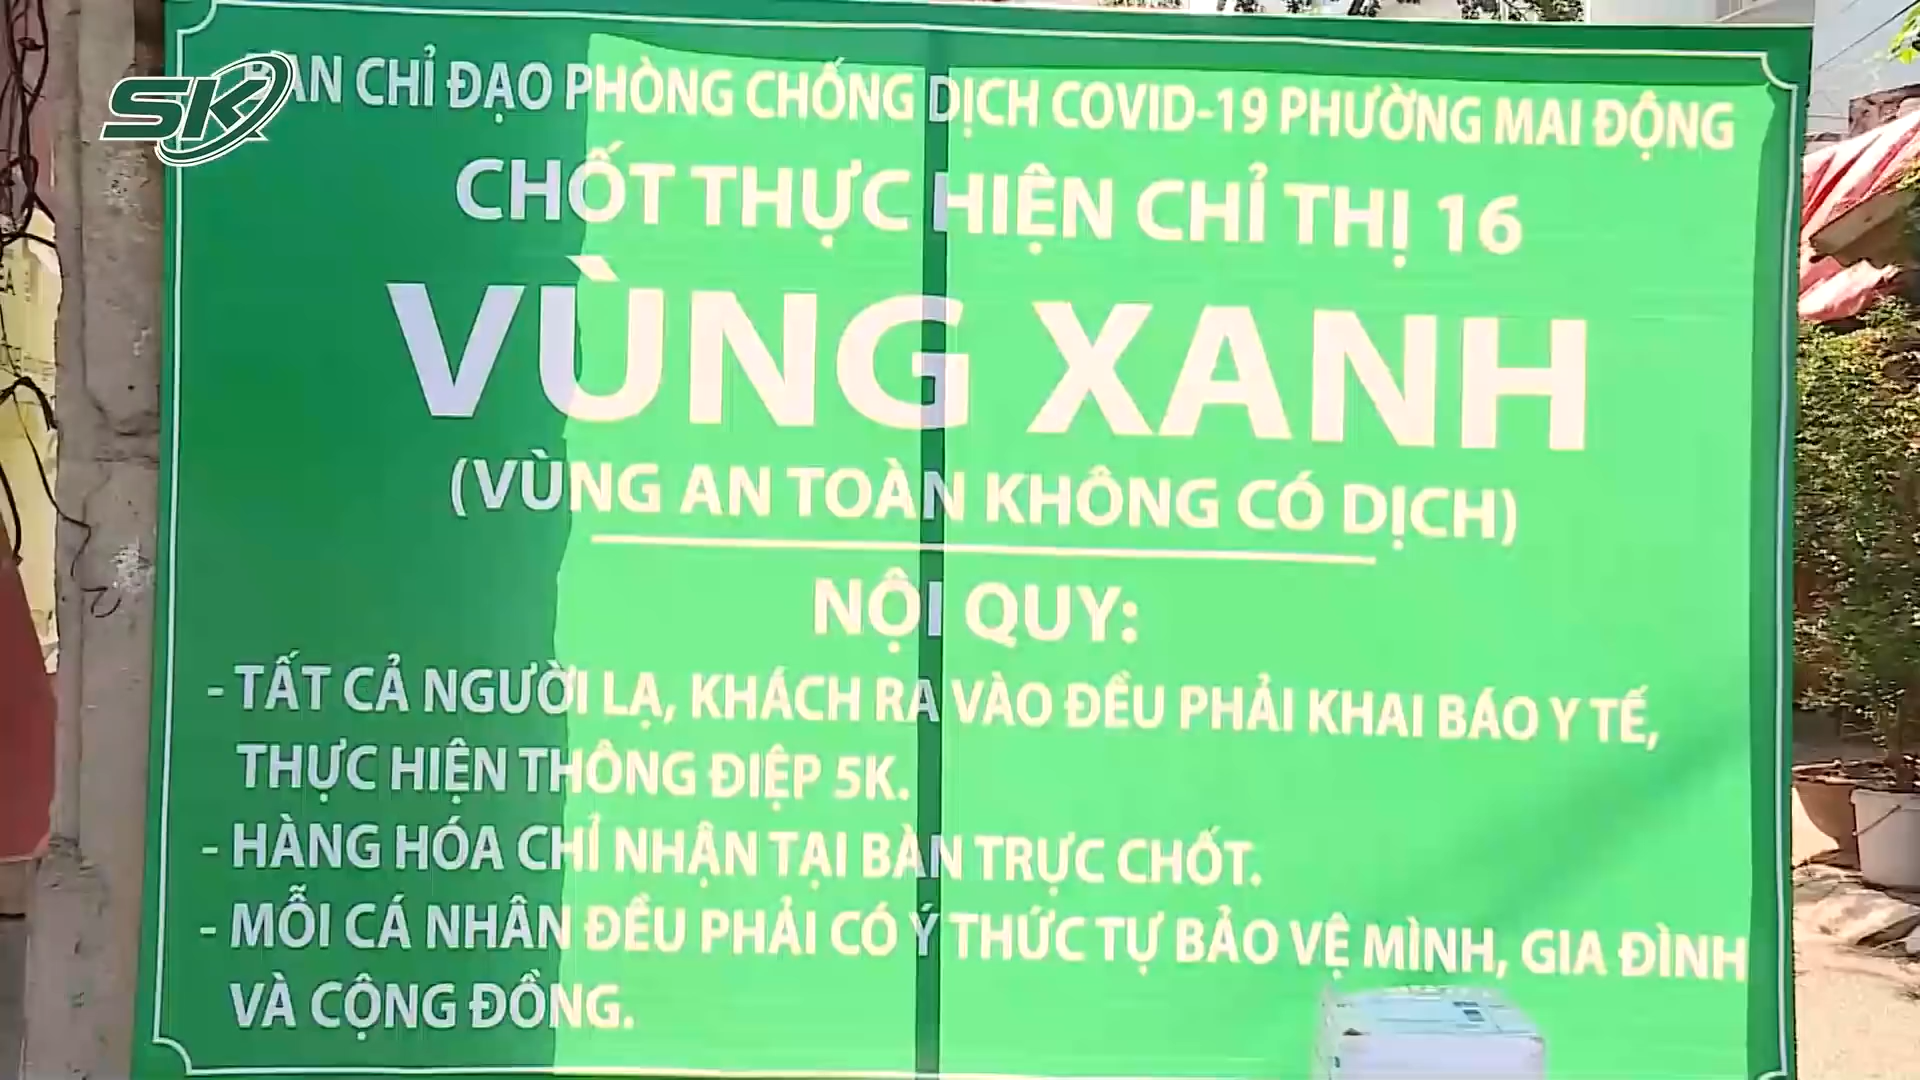 SK
BAN CHỈ ĐẠO PHÒNG CHỐNG DỊCH COVID-19 PHƯỜNG MAI ĐỘNG
CHỐT THỰC HIỆN CHỈ THỊ 16
VÙNG XANH
(VÙNG AN TOÀN KHÔNG CÓ DỊCH)
NỘI QUY:
- TẤT CẢ NGƯỜI LẠ, KHÁCH RA VÀO ĐỀU PHẢI KHAI BÁO Y TẾ,
THỰC HIỆN THÔNG ĐIỆP 5K.
- HÀNG HÓA CHỈ NHẬN TẠI BÀN TRỰC CHỐT.
- MỖI CÁ NHÂN ĐỀU PHẢI CÓ Ý THỨC TỰ BẢO VỆ MÌNH, GIA ĐÌNH
VÀ CỘNG ĐỒNG.